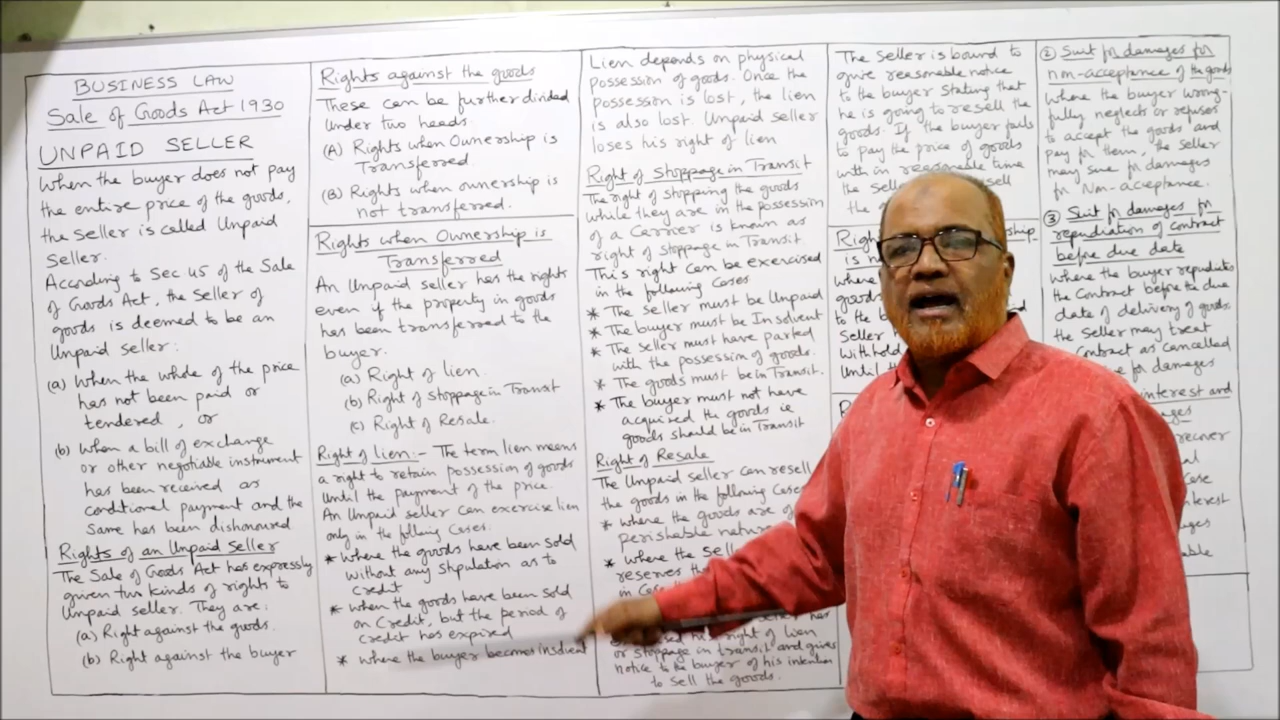 BUSINESS LAW
Sale of Goods Act 1930
UNPAID SELLER
When the buyer does not pay
the entire price of the goods,
the seller is called Unpaid
Seller.
According to Sec 45 of the Sale
of Goods Act, the Seller of
goods is deemed to be an
Unpaid seller:
(a) When the whole of the price
has not been paid or
tendered, or
(b) When a bill of exchange
or other negotiable instrument
has been received as
conditional payment and the
Same has been dishonoured
Rights of an Unpaid Seller
The Sale of Goods Act has expressly
given two kinds of rights to
Unpaid seller. They are:
(a) Right against the goods.
(b) Right against the buyer
Rights against the goods
These can be further divided
under two heads.
(A) Rights when Ownership is
Transferred
(B) Rights when ownership is
not transferred.
Rights when Ownership is
Transferred
An Unpaid seller has the rights
even if the property in goods
has been transferred to the
buyer.
(a) Right of lien.
(b) Right of stoppage in Transit
(c) Right of Resale.
Right of lien:- The term lien means
a right to retain possession of goods
Until the payment of the price.
An Unpaid seller can exercise lien
only in the following Cases.
* Where the goods have been sold
without any stipulation as to
credit
* When the goods have been sold
on Credit, but the period of
Credit has expired
* where the buyer becomes
Lien depends on physical
possession of goods. Once the
possession is lost, the lien
is also lost. Unpaid seller
loses his right of lien
Right of Stoppage in Transit
The right of stopping the goods
while they are in the possession
of a Carrier is known as
right of stoppage in Transit.
This right can be exercised
in the following Cases
* The seller must be Unpaid
* The buyer must be Insolvent
* The seller must have parted
with the possession of goods.
* The goods must be in Transit.
* The buyer must not have
acquired the goods ie
goods should be in Transit
Right of Resale
The Unpaid seller can resell
the goods in the following Cases
* where the goods are of
perishable nature
* where the sell
reserves
in Case
has
right of lien
or stoppage in transit and gives
notice to the buyer of his intention
to sell the goods.
The seller is bound to
give reasonable notice
to the buyer stating that
he is going to resell the
goods. If the buyer fails
to pay the price of goods
with in reasonable time
the Sell sell
the
Righ ship
is n
where
goods
to the b
Seller
withhold
Until
② Suit for damages for
non-acceptance of the goods
where the buyer wrong-
fully neglects or refuses
to accept the goods and
pay for them, the seller
may sue for damages
for Non-acceptance.
③ Suit for damages for
repudiation of contract
before due date
where the buyer repudiates
the Contract before the due
date of delivery of goods.
the seller may treat
Contract as cancelled
for damages
interest and
recover